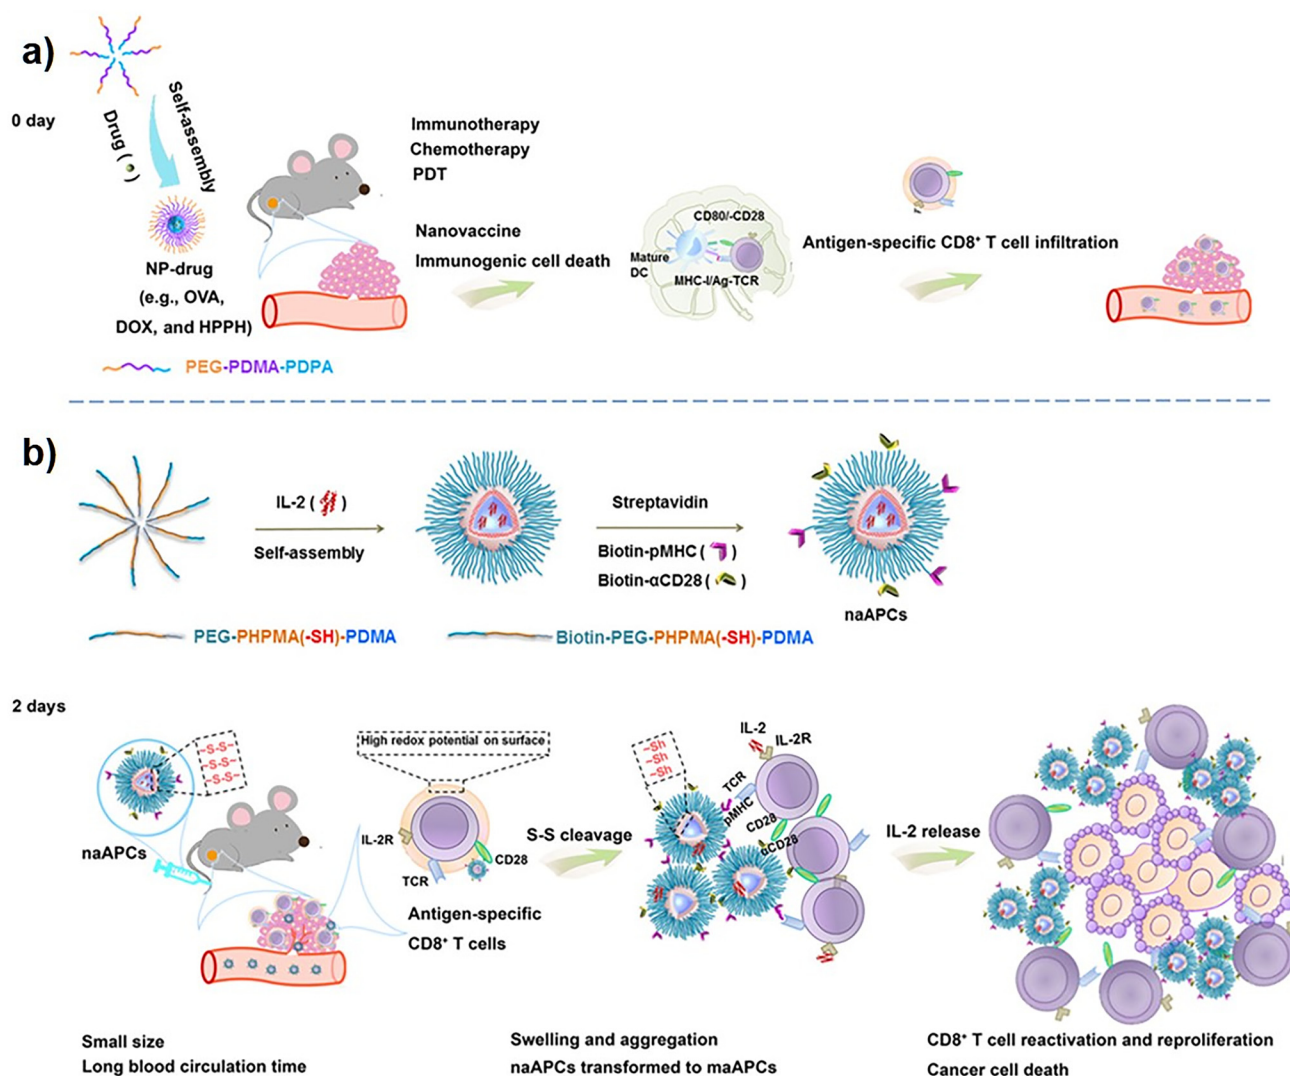 a)
0 day
Drug ( )
Self-assembly
NP-drug
(e.g., OVA,
DOX, and HPPH)
Immunotherapy
Chemotherapy
PDT
Nanovaccine
Immunogenic cell death
CD80/-CD28
Mature
DC
MHC-I/Ag-TCR
Antigen-specific CD8⁺ T cell infiltration
PEG-PDMA-PDPA
b)
IL-2 ( )
Self-assembly
Streptavidin
Biotin-pMHC ( )
Biotin-αCD28 ( )
naAPCs
PEG-PHPMA(-SH)-PDMA
Biotin-PEG-PHPMA(-SH)-PDMA
2 days
naAPCs
-S-S-
-S-S-
-S-S-
High redox potential on surface
IL-2R
CD28
TCR
Antigen-specific
CD8⁺ T cells
S-S cleavage
-Sh
-Sh
-Sh
IL-2
IL-2R
TCR
pMHC
CD28
αCD28
IL-2 release
Small size
Long blood circulation time
Swelling and aggregation
naAPCs transformed to maAPCs
CD8⁺ T cell reactivation and reproliferation
Cancer cell death